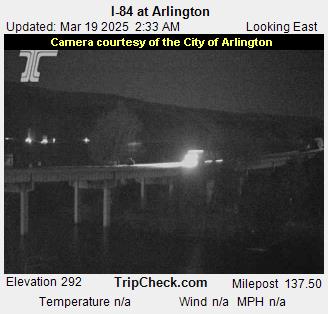 I-84 at Arlington
Updated: Mar 19 2025 2:33 AM Looking East
Camera courtesy of the City of Arlington
Elevation 292 TripCheck.com Milepost 137.50
Temperature n/a Wind n/a MPH n/a